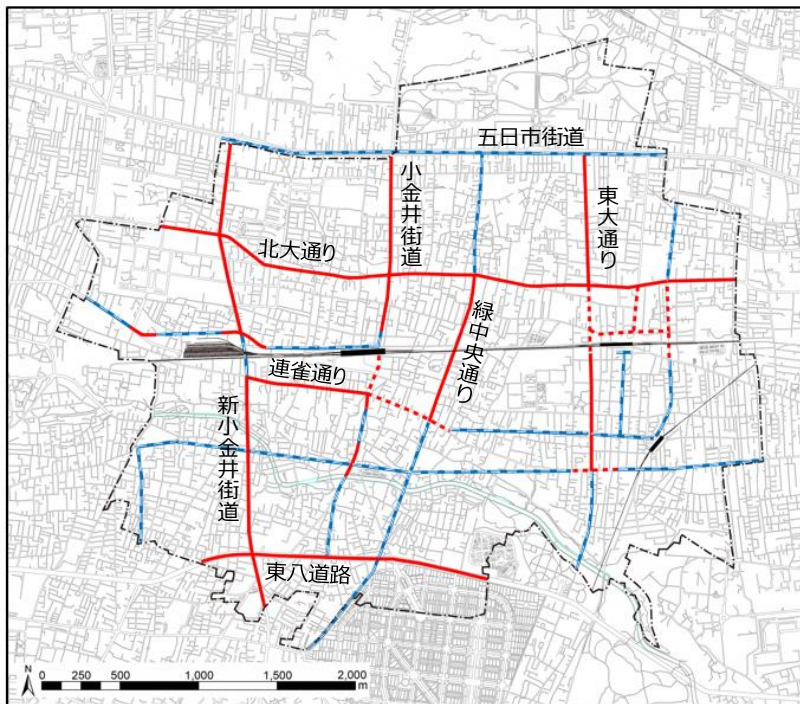 五日市街道
小金井街道
東大通り
北大通り
緑中央通り
連雀通り
新小金井街道
東八道路
N
0 250 500 1,000 1,500 2,000
m